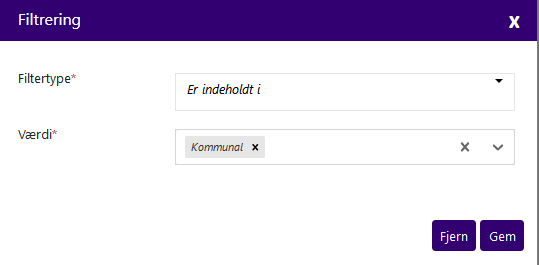 Filtrering x
Filtertype*
Er indeholdt i
Værdi*
Kommunal x
Fjern Gem